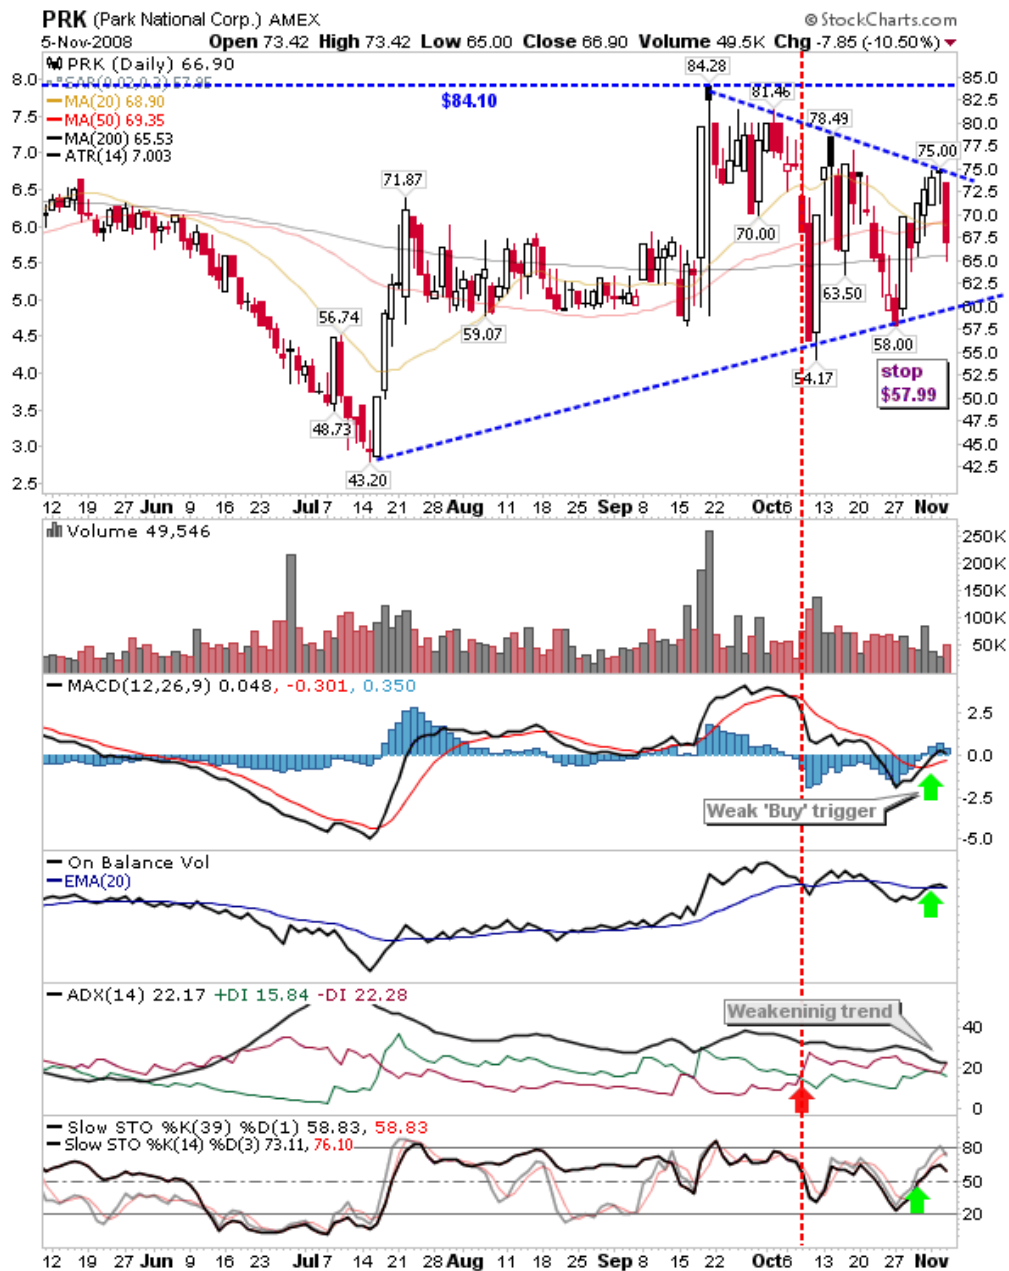 PRK (Park National Corp.) AMEX
© StockCharts.com
5-Nov-2008
Open 73.42 High 73.42 Low 65.00 Close 66.90 Volume 49.5K Chg -7.85 (-10.50%)
PRK (Daily) 66.90
SAR(0.02,0.2) 57.95
MA(20) 68.90
MA(50) 69.35
MA(200) 65.53
ATR(14) 7.003
8.0
7.5
7.0
6.5
6.0
5.5
5.0
4.5
4.0
3.5
3.0
2.5
85.0
82.5
80.0
77.5
75.0
72.5
70.0
67.5
65.0
62.5
60.0
57.5
55.0
52.5
50.0
47.5
45.0
42.5
$84.10
84.28
81.46
78.49
75.00
71.87
70.00
63.50
59.07
58.00
56.74
54.17
48.73
43.20
stop
$57.99
12 19 27 Jun 9 16 23 Jul 7 14 21 28 Aug 11 18 25 Sep 8 15 22 Oct 6 13 20 27 Nov
Volume 49,546
250K
200K
150K
100K
50K
MACD(12,26,9) 0.048, -0.301, 0.350
2.5
0.0
-2.5
-5.0
Weak 'Buy' trigger
On Balance Vol
EMA(20)
ADX(14) 22.17 +DI 15.84 -DI 22.28
Weakeninig trend
40
20
0
Slow STO %K(39) %D(1) 58.83, 58.83
Slow STO %K(14) %D(3) 73.11, 76.10
80
50
20
12 19 27 Jun 9 16 23 Jul 7 14 21 28 Aug 11 18 25 Sep 8 15 22 Oct 6 13 20 27 Nov